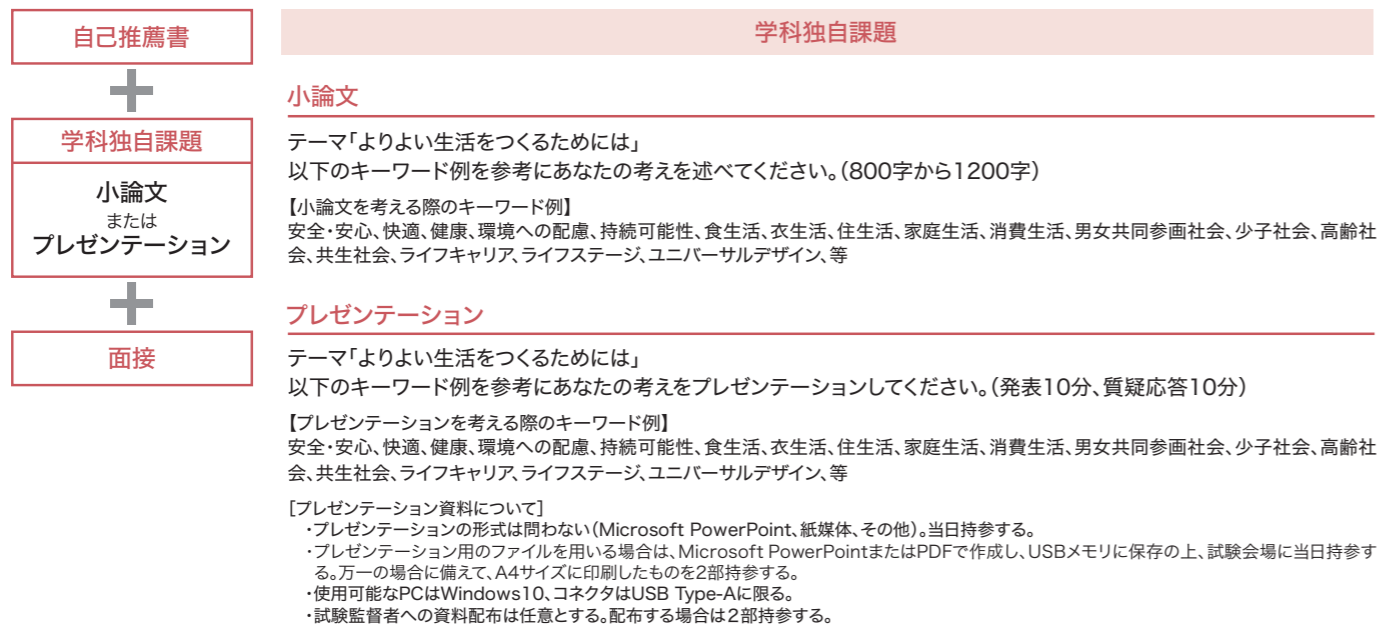 自己推薦書
学科独自課題
小論文
または
プレゼンテーション
面接
学科独自課題
小論文
テーマ「よりよい生活をつくるためには」
以下のキーワード例を参考にあなたの考えを述べてください。（800字から1200字）
【小論文を考える際のキーワード例】
安全・安心、快適、健康、環境への配慮、持続可能性、食生活、衣生活、住生活、家庭生活、消費生活、男女共同参画社会、少子社会、高齢社
会、共生社会、ライフキャリア、ライフステージ、ユニバーサルデザイン、等
プレゼンテーション
テーマ「よりよい生活をつくるためには」
以下のキーワード例を参考にあなたの考えをプレゼンテーションしてください。（発表10分、質疑応答10分）
【プレゼンテーションを考える際のキーワード例】
安全・安心、快適、健康、環境への配慮、持続可能性、食生活、衣生活、住生活、家庭生活、消費生活、男女共同参画社会、少子社会、高齢社
会、共生社会、ライフキャリア、ライフステージ、ユニバーサルデザイン、等
［プレゼンテーション資料について］
・プレゼンテーションの形式は問わない（Microsoft PowerPoint、紙媒体、その他）。当日持参する。
・プレゼンテーション用のファイルを用いる場合は、Microsoft PowerPointまたはPDFで作成し、USBメモリに保存の上、試験会場に当日持参す
る。万一の場合に備えて、A4サイズに印刷したものを2部持参する。
・使用可能なPCはWindows10、コネクタはUSB Type-Aに限る。
・試験監督者への資料配布は任意とする。配布する場合は2部持参する。